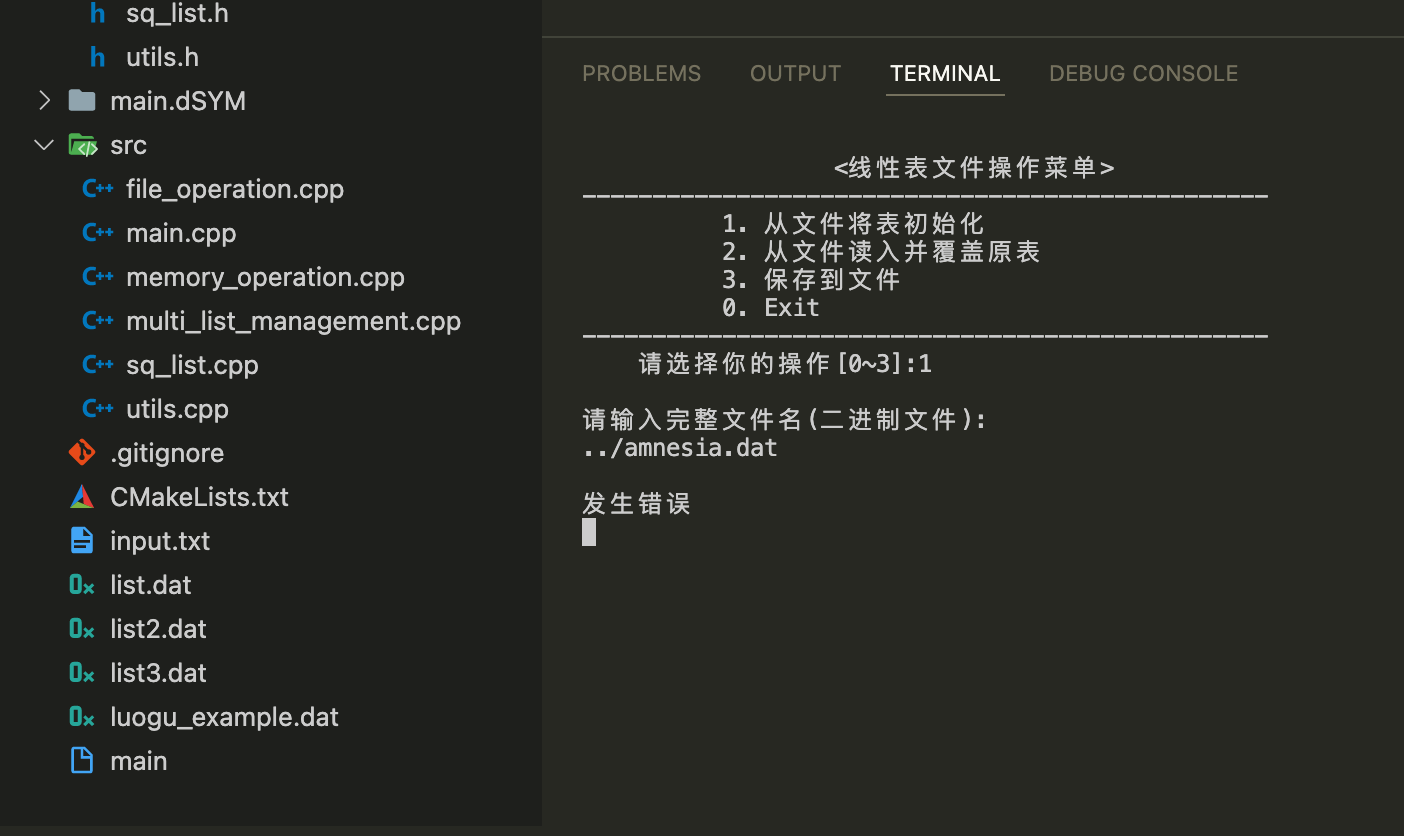 sq_list.h
utils.h
main.dSYM
src
file_operation.cpp
main.cpp
memory_operation.cpp
multi_list_management.cpp
sq_list.cpp
utils.cpp
.gitignore
CMakeLists.txt
input.txt
list.dat
list2.dat
list3.dat
luogu_example.dat
main
PROBLEMS OUTPUT TERMINAL DEBUG CONSOLE
<线性表文件操作菜单>
-------------------------------------------------
1. 从文件将表初始化
2. 从文件读入并覆盖原表
3. 保存到文件
0. Exit
-------------------------------------------------
请选择你的操作[0~3]:1
请输入完整文件名(二进制文件):
../amnesia.dat
发生错误